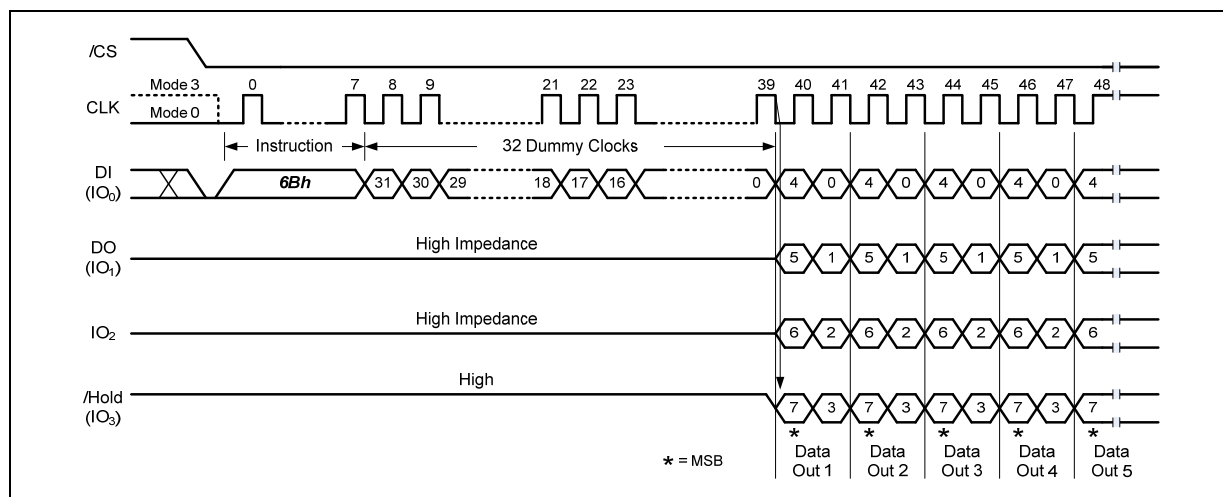 /CS
Mode 3 0 7 8 9 21 22 23 39 40 41 42 43 44 45 46 47 48
CLK Mode 0
Instruction 32 Dummy Clocks
DI (IO0) 6Bh 31 30 29 18 17 16 0 4 0 4 0 4 0 4 0 4
DO (IO1) High Impedance 5 1 5 1 5 1 5 1 5
IO2 High Impedance 6 2 6 2 6 2 6 2 6
/Hold (IO3) High 7 3 7 3 7 3 7 3 7
* * * * *
* = MSB Data Out 1 Data Out 2 Data Out 3 Data Out 4 Data Out 5